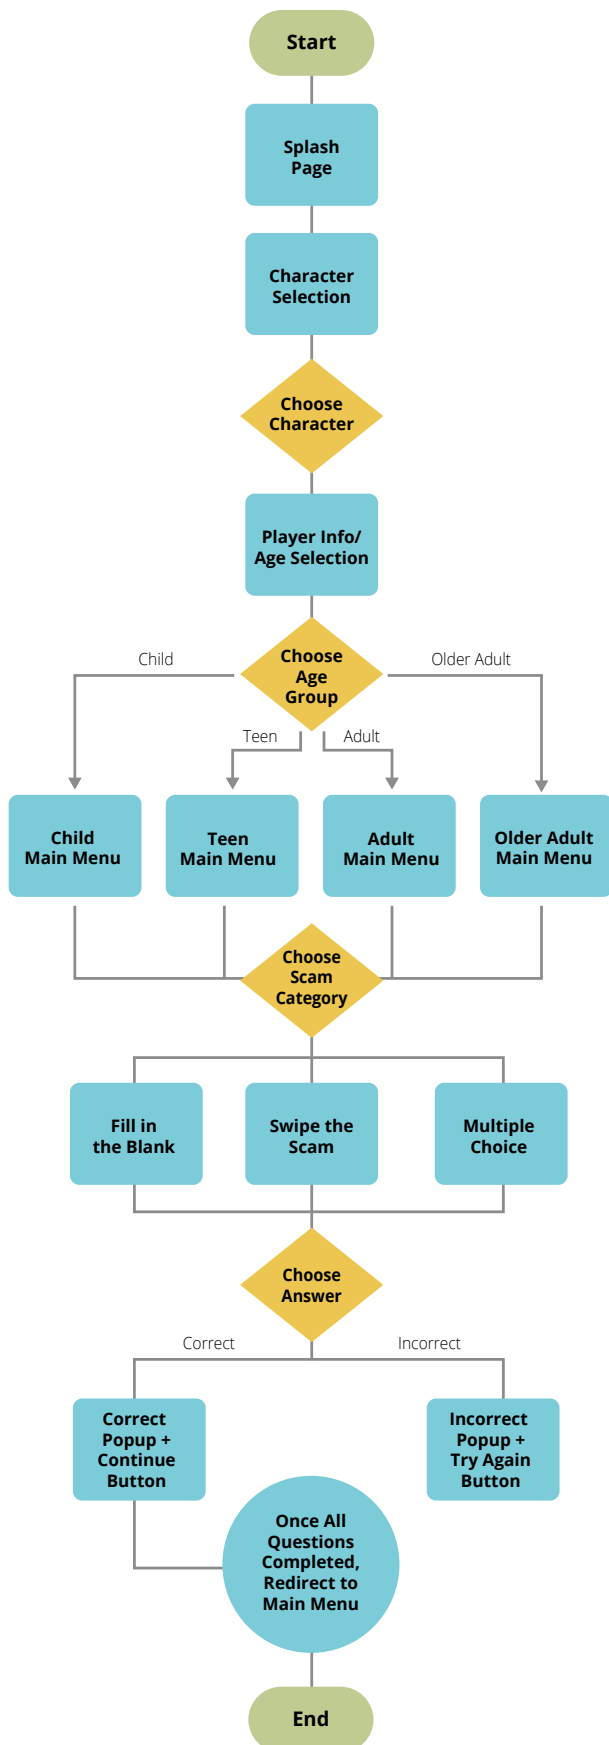 Start
Splash
Page
Character
Selection
Choose
Character
Player Info/
Age Selection
Choose
Age
Group
Child
Older Adult
Teen
Adult
Child
Main Menu
Teen
Main Menu
Adult
Main Menu
Older Adult
Main Menu
Choose
Scam
Category
Fill in
the Blank
Swipe the
Scam
Multiple
Choice
Choose
Answer
Correct
Incorrect
Correct
Popup +
Continue
Button
Incorrect
Popup +
Try Again
Button
Once All
Questions
Completed,
Redirect to
Main Menu
End